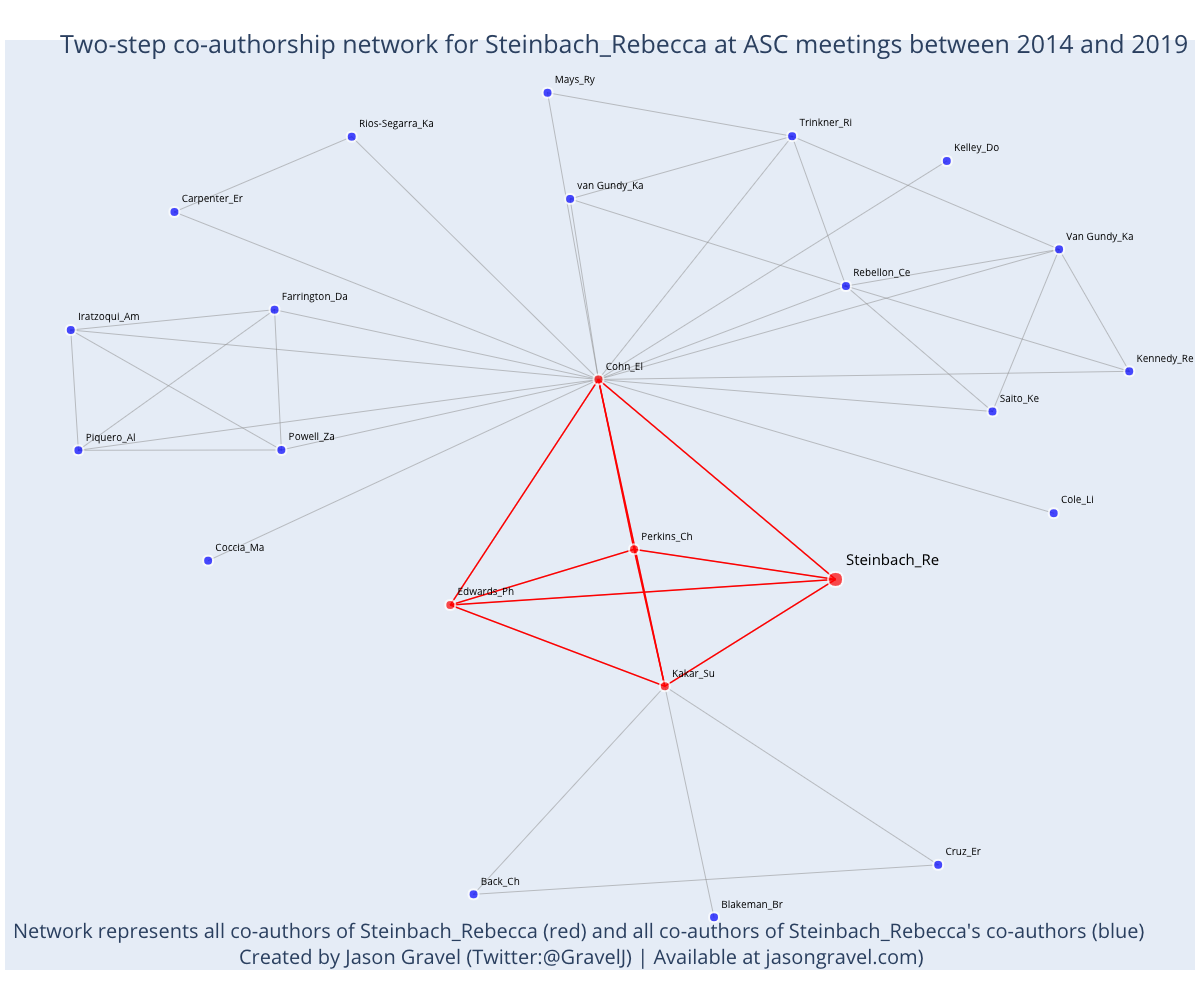 Two-step co-authorship network for Steinbach_Rebecca at ASC meetings between 2014 and 2019
Mays_Ry
Rios-Segarra_Ka
Trinkner_Ri
Kelley_Do
van Gundy_Ka
Carpenter_Er
Van Gundy_Ka
Rebellon_Ce
Farrington_Da
Iratzoqui_Am
Kennedy_Re
Cohn_El
Saito_Ke
Piquero_Al
Powell_Za
Cole_Li
Perkins_Ch
Coccia_Ma
Steinbach_Re
Edwards_Ph
Kakar_Su
Cruz_Er
Back_Ch
Blakeman_Br
Network represents all co-authors of Steinbach_Rebecca (red) and all co-authors of Steinbach_Rebecca's co-authors (blue)
Created by Jason Gravel (Twitter:@GravelJ) | Available at jasongravel.com)